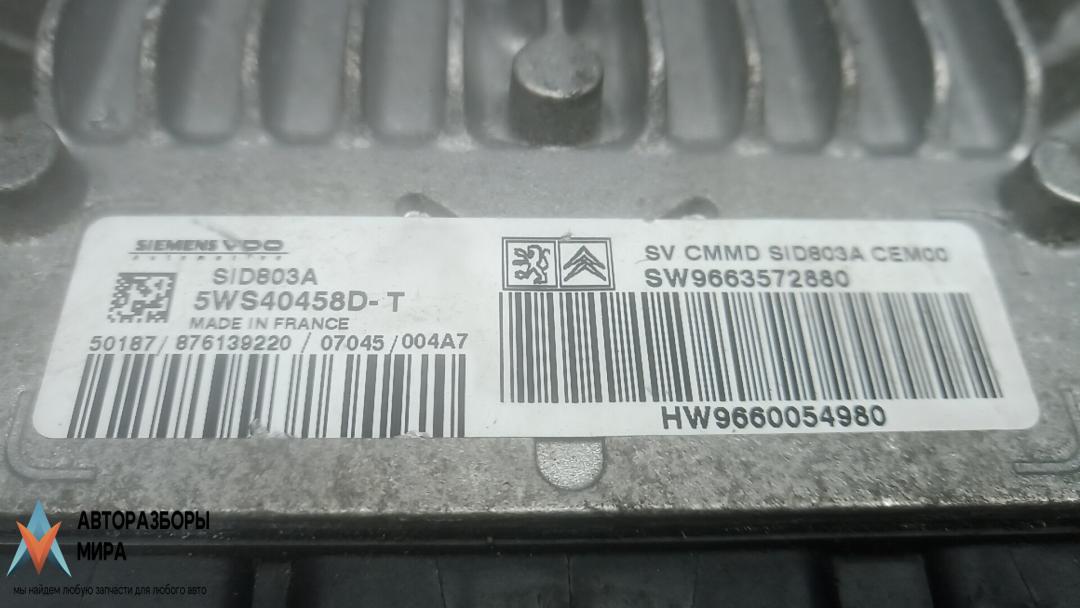 SIEMENS VDO
Automotive
SID803A
5WS40458D-T
MADE IN FRANCE
50187/876139220/07045/004A7
SV CMMD SID803A CEM00
SW9663572880
HW9660054980
АВТОРАЗБОРЫ
МИРА
мы найдем любую запчасти для любого авто